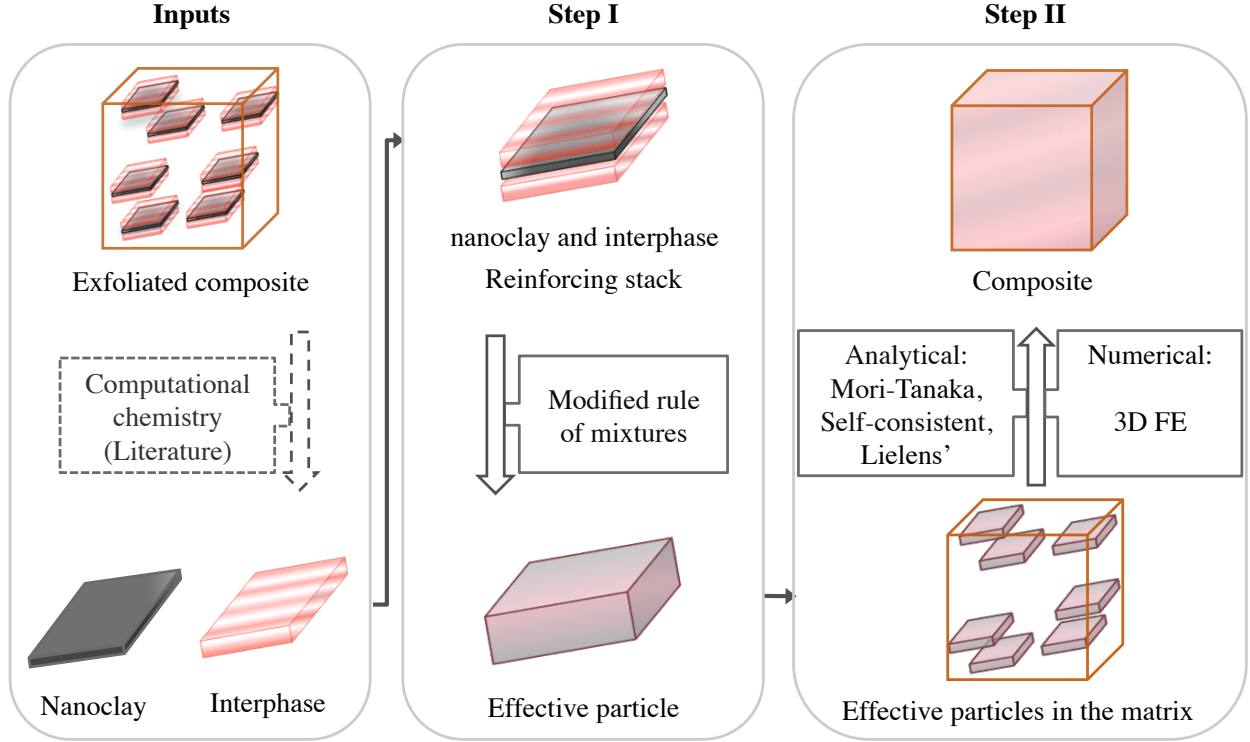 Inputs
Step I
Step II
Exfoliated composite
Computational
chemistry
(Literature)
Nanoclay
Interphase
nanoclay and interphase
Reinforcing stack
Modified rule
of mixtures
Effective particle
Composite
Analytical:
Mori-Tanaka,
Self-consistent,
Lielens’
Numerical:
3D FE
Effective particles in the matrix